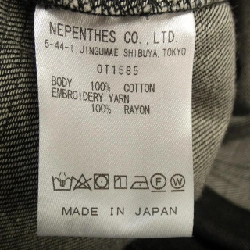 NEPENTHES CO., LTD.
5-44-1 JINGUMAE SHIBUYA, TOKYO
OT1585
BODY 100% COTTON
EMBROIDERY YARN
100% RAYON
MADE IN JAPAN